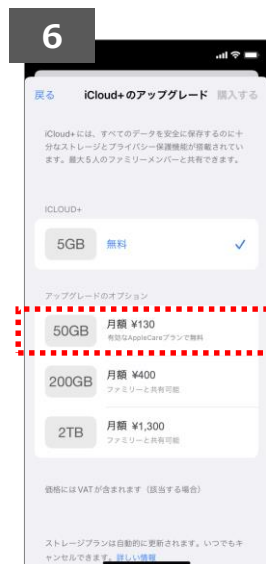 6
戻る iCloud+のアップグレード 購入する
iCloud+には、すべてのデータを安全に保存するのに十
分なストレージとプライバシー保護機能が搭載されてい
ます。最大5人のファミリーメンバーと共有できます。
ICLOUD+
5GB 無料
アップグレードのオプション
50GB 月額 ¥130
有効なAppleCareプランで無料
200GB 月額 ¥400
ファミリーと共有可能
2TB 月額 ¥1,300
ファミリーと共有可能
価格にはVATが含まれます（該当する場合）
ストレージプランは自動的に更新されます。いつでもキ
ャンセルできます。詳しい情報